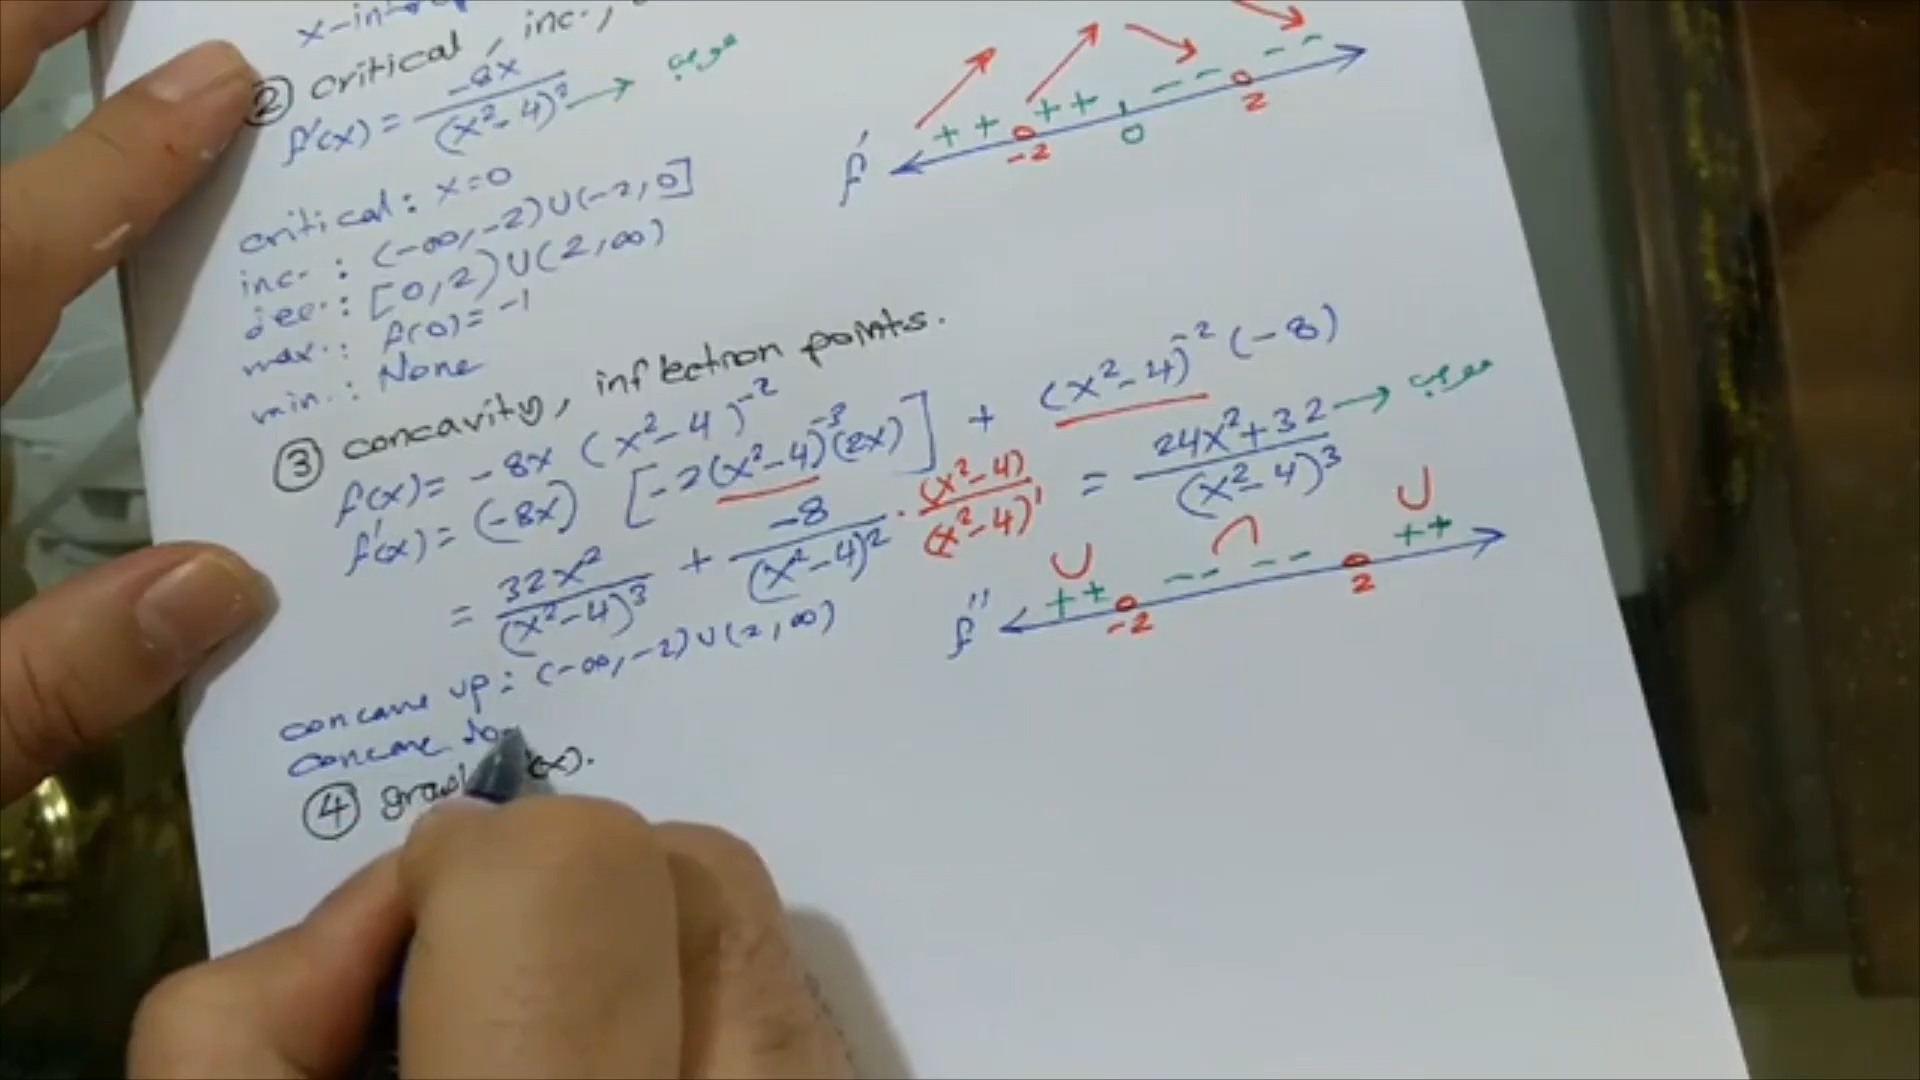 ② critical, inc.,
f'(x) = -8x / (x²-4)² → موجب
critical: x=0
inc. : (-∞,-2)∪(-2,0]
dec. : [0,2)∪(2,∞)
max. : f(0)=-1
min. : None
f'
+ + -2 + + 0 - - 2 - -
③ concavity, inflection points.
f(x)= -8x (x²-4)⁻²
f'(x)= (-8x) [-2(x²-4)⁻³(2x)] + (x²-4)⁻²(-8)
= 32x² / (x²-4)³ + -8 / (x²-4)² · (x²-4) / (x²-4)¹ = 24x²+32 / (x²-4)³ → موجب
f''
∪ ∩ ∪
+ + -2 - - - - 2 + +
concave up: (-∞,-2)∪(2,∞)
concave
④ (x).